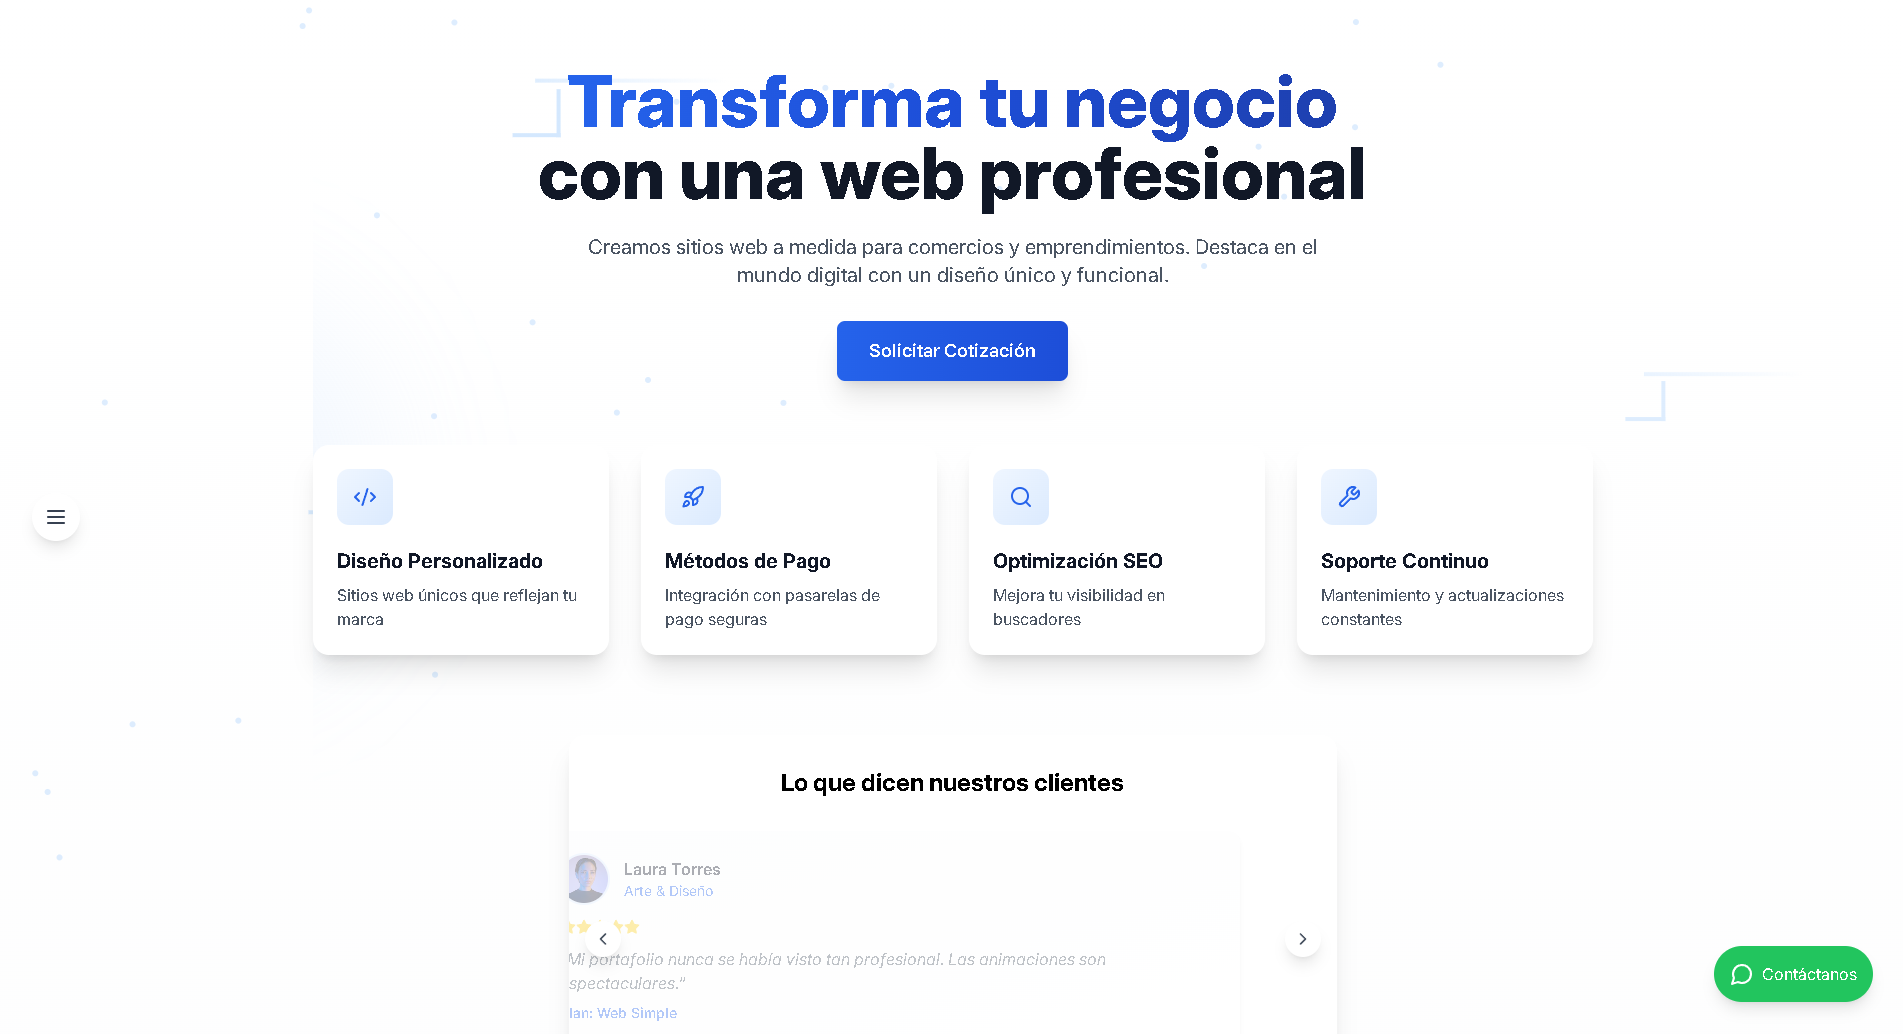 Transforma tu negocio
con una web profesional
Creamos sitios web a medida para comercios y emprendimientos. Destaca en el
mundo digital con un diseño único y funcional.
Solicitar Cotización
Diseño Personalizado
Sitios web únicos que reflejan tu
marca
Métodos de Pago
Integración con pasarelas de
pago seguras
Optimización SEO
Mejora tu visibilidad en
buscadores
Soporte Continuo
Mantenimiento y actualizaciones
constantes
Lo que dicen nuestros clientes
Laura Torres
Arte & Diseño
Mi portafolio nunca se había visto tan profesional. Las animaciones son
espectaculares."
lan: Web Simple
Contáctanos